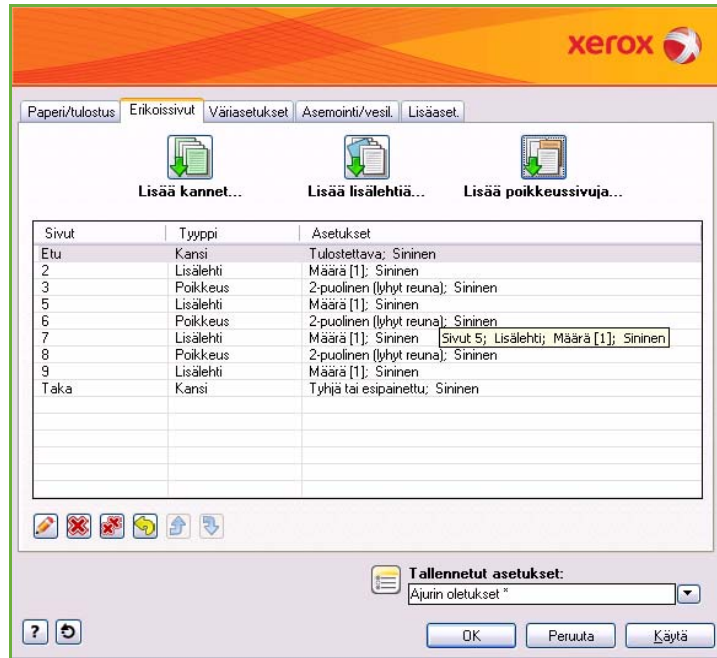 xerox
Paperi/tulostus Erikoissivut Väriasetukset Asemointi/vesil. Lisäaset.
Lisää kannet... Lisää lisälehtiä... Lisää poikkeussivuja...
Sivut Tyyppi Asetukset
Etu Kansi Tulostettava; Sininen
2 Lisälehti Määrä [1]; Sininen
3 Poikkeus 2-puolinen (lyhyt reuna); Sininen
5 Lisälehti Määrä [1]; Sininen
6 Poikkeus 2-puolinen (lyhyt reuna); Sininen
7 Lisälehti Määrä [1]; Sininen Sivut 5; Lisälehti; Määrä [1]; Sininen
8 Poikkeus 2-puolinen (lyhyt reuna); Sininen
9 Lisälehti Määrä [1]; Sininen
Taka Kansi Tyhjä tai esipainettu; Sininen
Tallennetut asetukset:
Ajurin oletukset *
? OK Peruuta Käytä